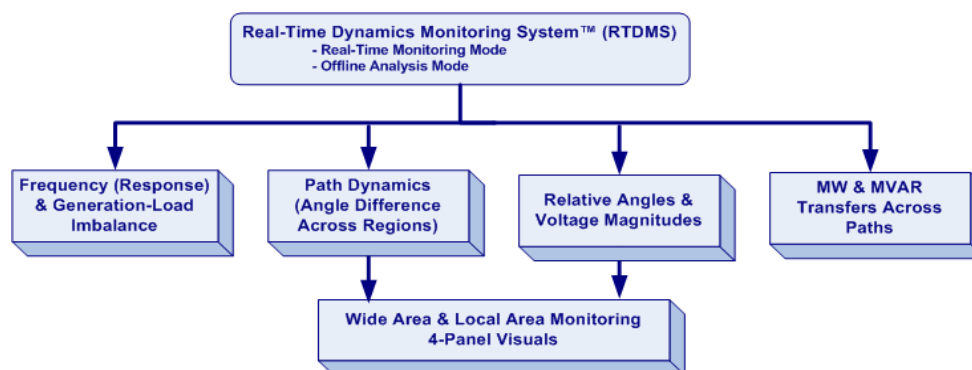 Real-Time Dynamics Monitoring System™ (RTDMS)
- Real-Time Monitoring Mode
- Offline Analysis Mode
Frequency (Response)
& Generation-Load
Imbalance
Path Dynamics
(Angle Difference
Across Regions)
Relative Angles &
Voltage Magnitudes
MW & MVAR
Transfers Across
Paths
Wide Area & Local Area Monitoring
4-Panel Visuals